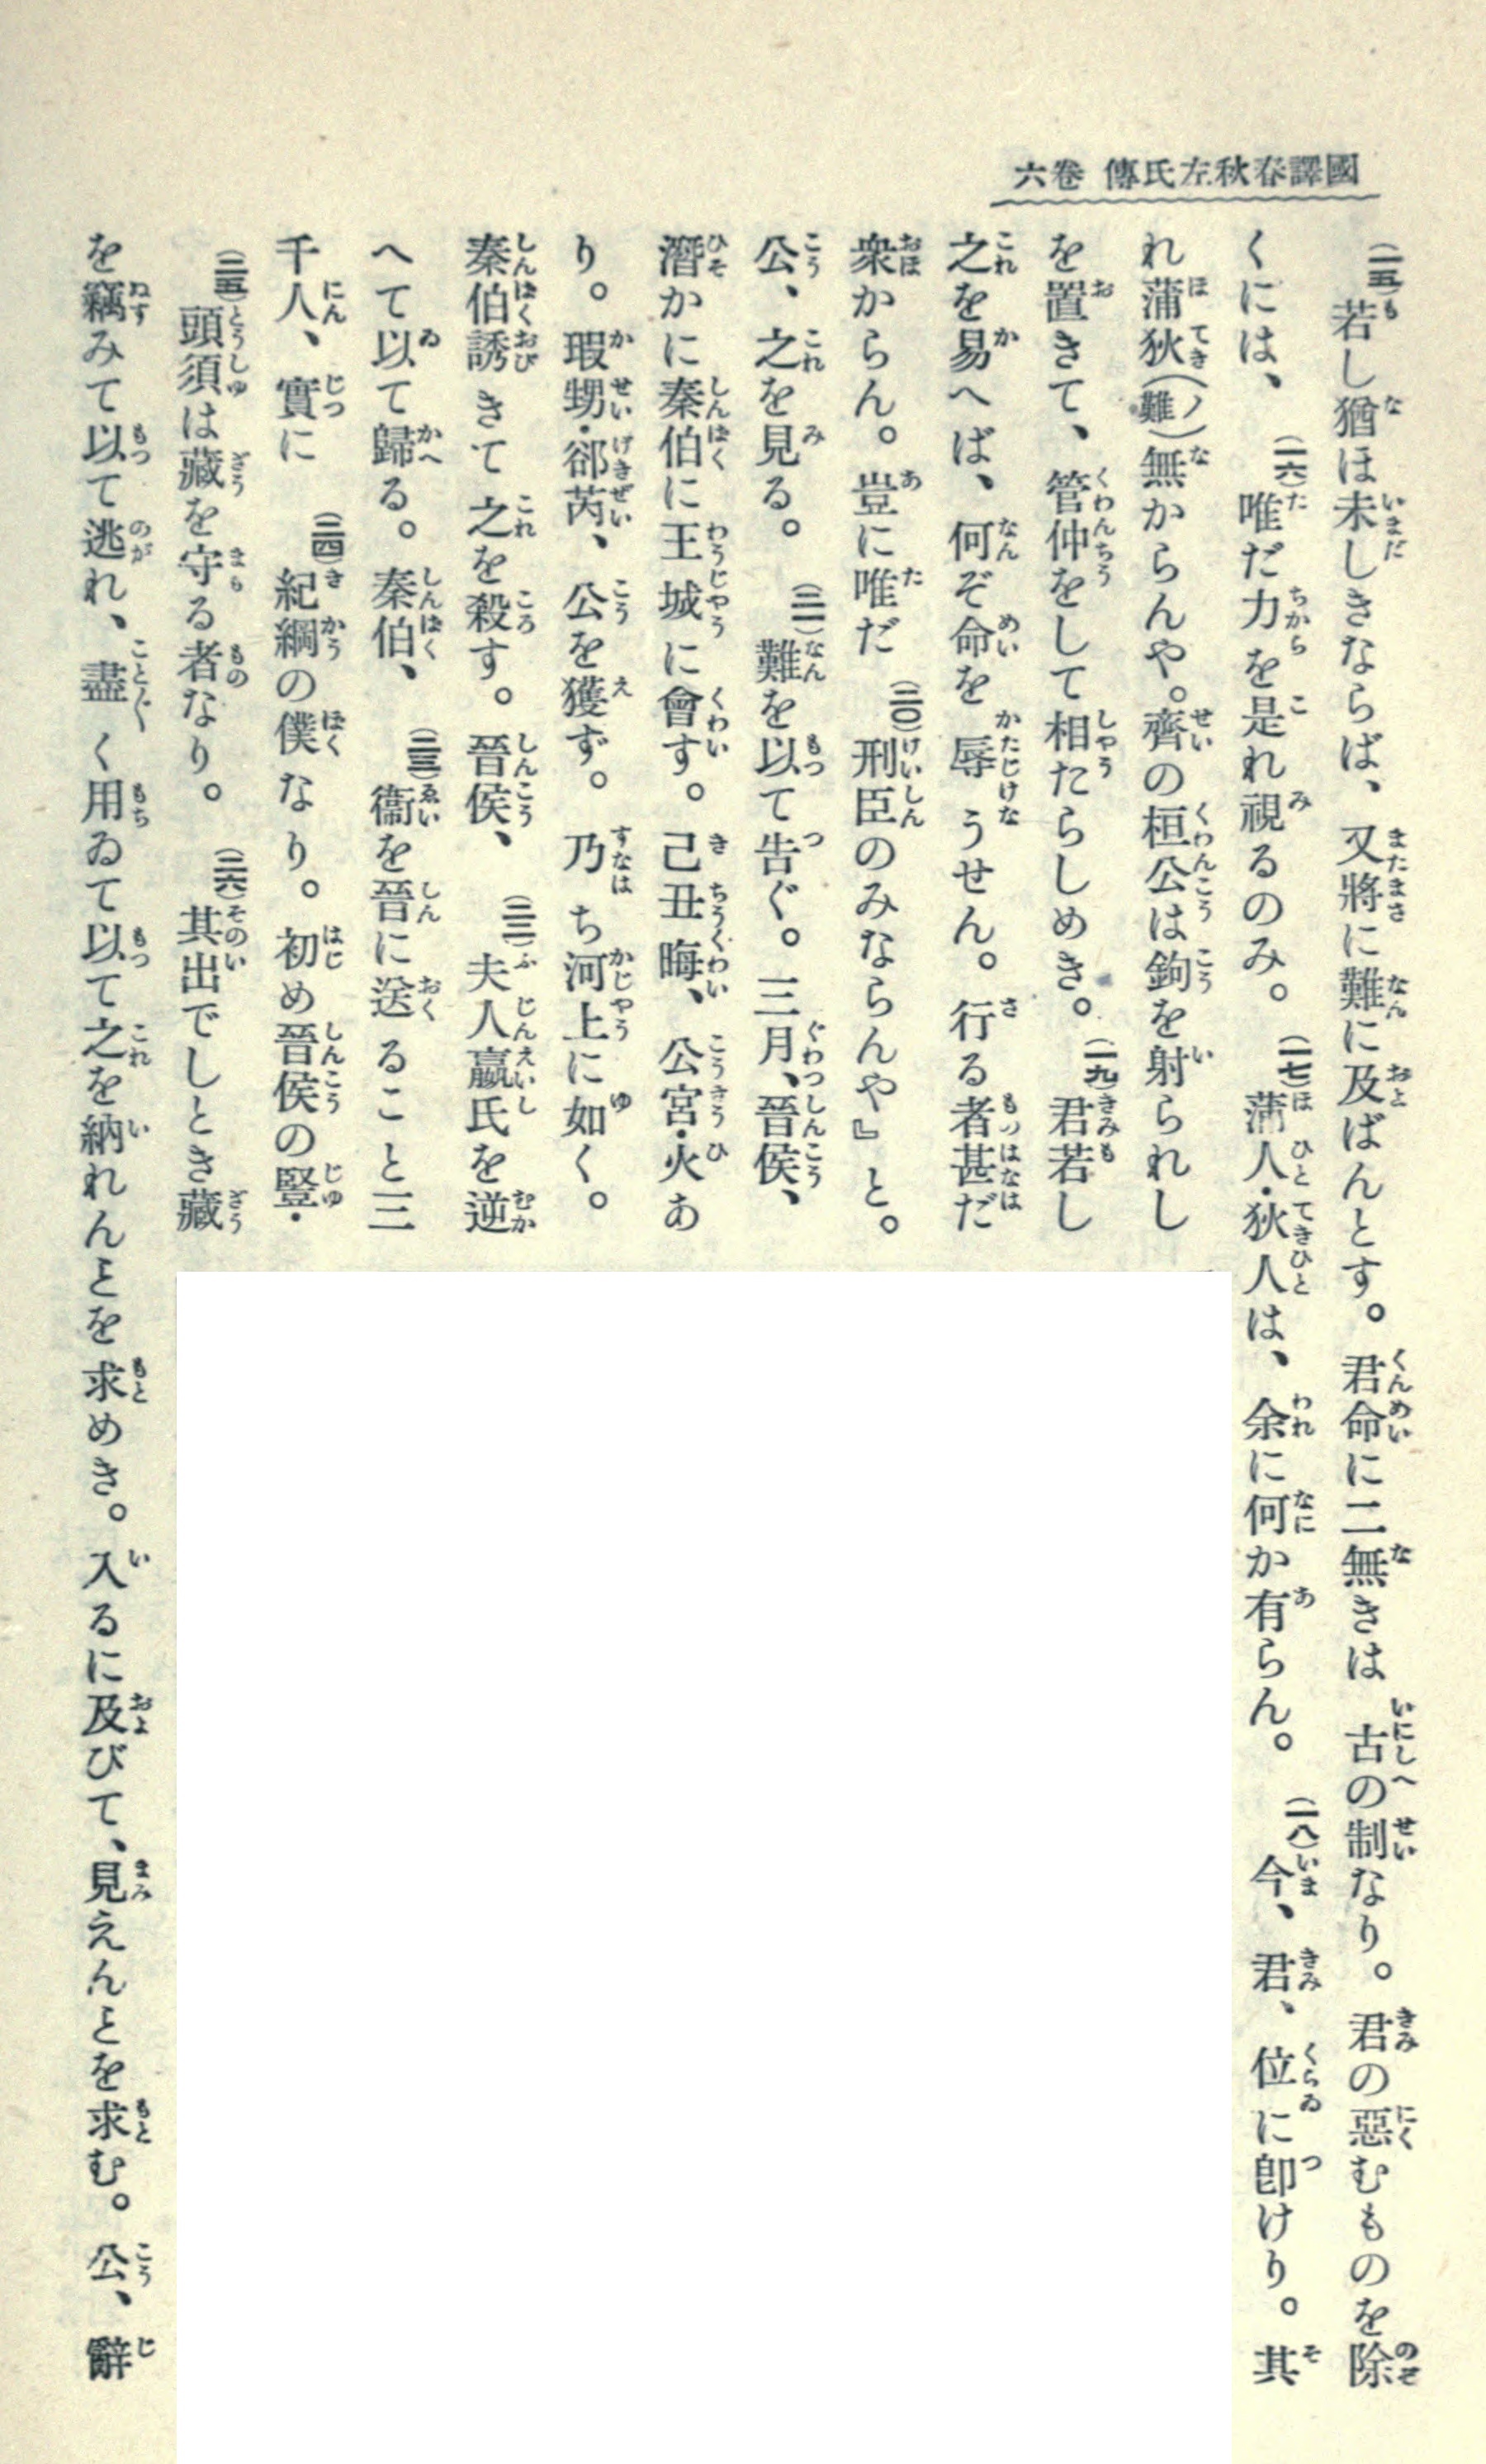 國譯春秋左氏傳 卷六
(一五)若し猶ほ未しきならば、又將に難に及ばんとす。君命に二無きは古の制なり。君の惡むものを除
くには、(一六)唯だ力を是れ視るのみ。(一七)蒲人・狄人は、余に何か有らん。(一八)今、君、位に卽けり。其
れ蒲狄(ノ難)無からんや。齊の桓公は鉤を射られし
を置きて、管仲をして相たらしめき。(一九)君若し
之を易へば、何ぞ命を辱うせん。行る者甚だ
衆からん。豈に唯だ(二〇)刑臣のみならんや』と。
公、之を見る。(二一)難を以て告ぐ。三月、晉侯、
潛かに秦伯に王城に會す。己丑晦、公宮・火あ
り。瑕甥・郤芮、公を獲ず。乃ち河上に如く。
秦伯誘きて之を殺す。晉侯、(二二)夫人嬴氏を逆
へて以て歸る。秦伯、(二三)衞を晉に送ること三
千人、實に(二四)紀綱の僕なり。初め晉侯の豎・
(二五)頭須は藏を守る者なり。(二六)其出でしとき藏
を竊みて以て逃れ、盡く用ゐて以て之を納れんとを求めき。入るに及びて、見えんとを求む。公、辭